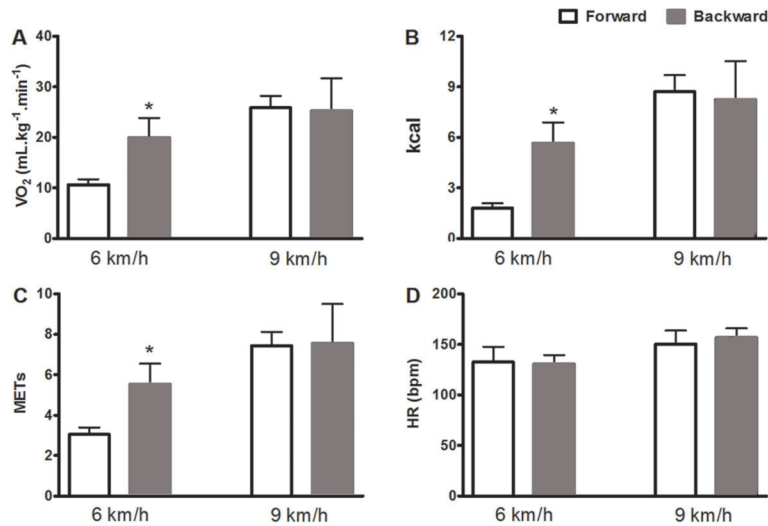 Forward Backward
A
VO₂ (mL.kg⁻¹.min⁻¹)
40
30
20
10
0
*
6 km/h 9 km/h
B
kcal
12
9
6
3
0
*
6 km/h 9 km/h
C
METs
10
8
6
4
2
0
*
6 km/h 9 km/h
D
HR (bpm)
200
150
100
50
0
6 km/h 9 km/h